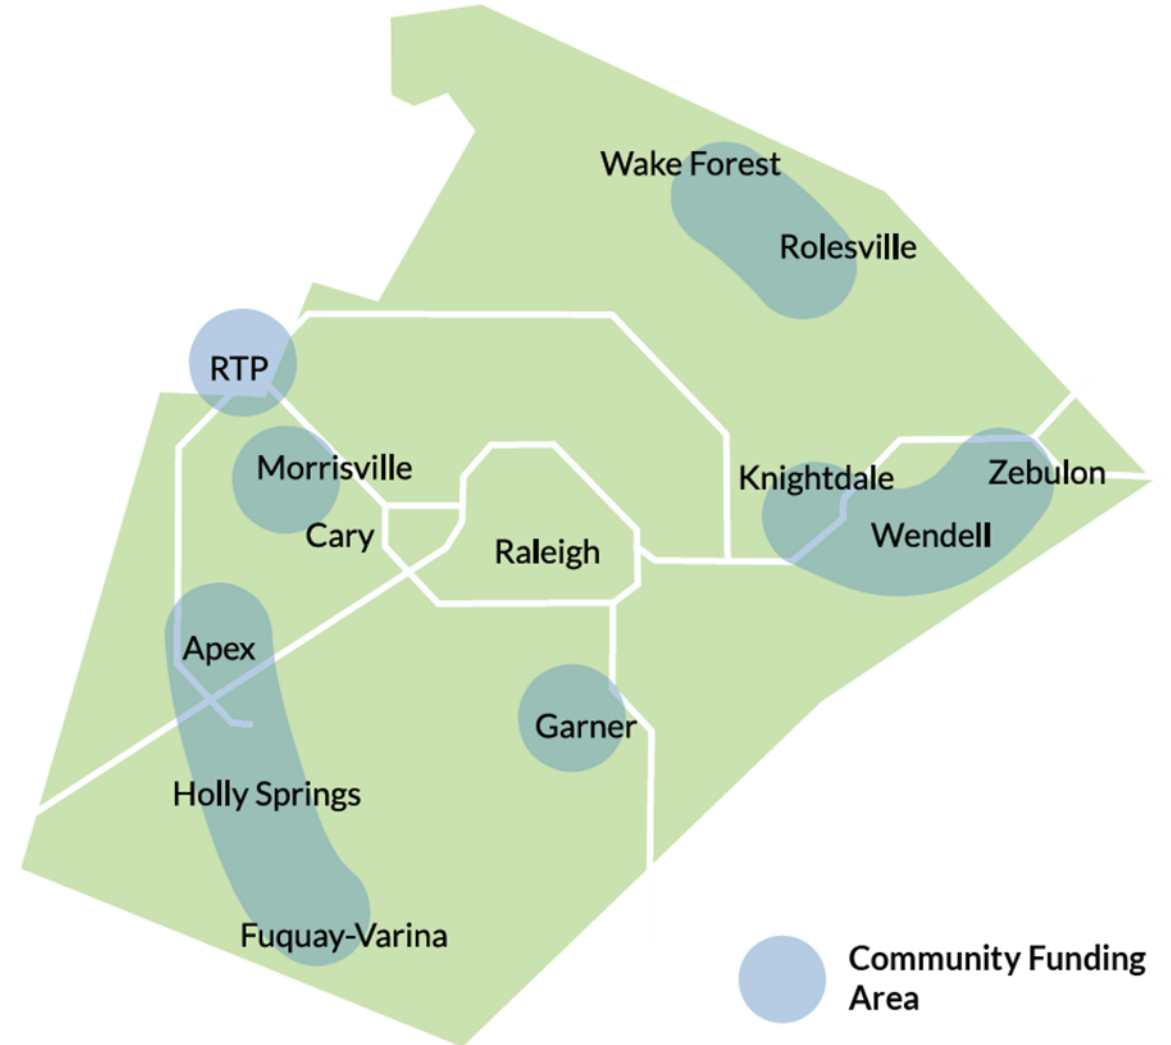 Wake Forest
Rolesville
RTP
Morrisville
Knightdale
Zebulon
Cary
Raleigh
Wendell
Apex
Garner
Holly Springs
Fuquay-Varina
Community Funding
Area